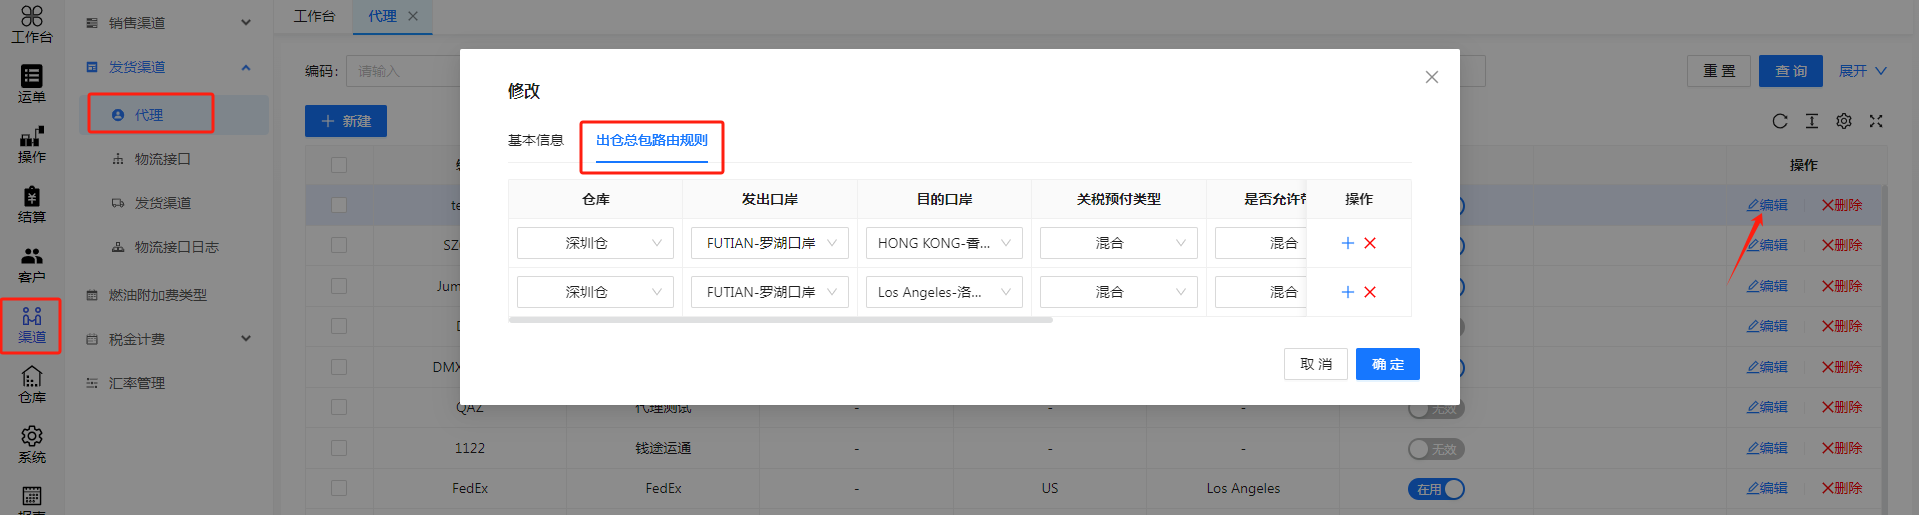 工作台
运单
操作
结算
客户
渠道
仓库
系统
销售渠道
发货渠道
代理
物流接口
发货渠道
物流接口日志
燃油附加费类型
税金计费
汇率管理
工作台
代理
编码：
请输入
重 置
查 询
展开
新建
修改
基本信息
出仓总包路由规则
仓库
发出口岸
目的口岸
关税预付类型
是否允许
操作
深圳仓
FUTIAN-罗湖口岸
HONG KONG-香...
混合
混合
深圳仓
FUTIAN-罗湖口岸
Los Angeles-洛...
混合
混合
取 消
确 定
操作
编辑 删除
SZ
编辑 删除
Jum
编辑 删除
编辑 删除
DMX
编辑 删除
QAZ 代理测试 - - - 无效 编辑 删除
1122 钱途运通 - - - 无效 编辑 删除
FedEx FedEx - US Los Angeles 在用 编辑 删除